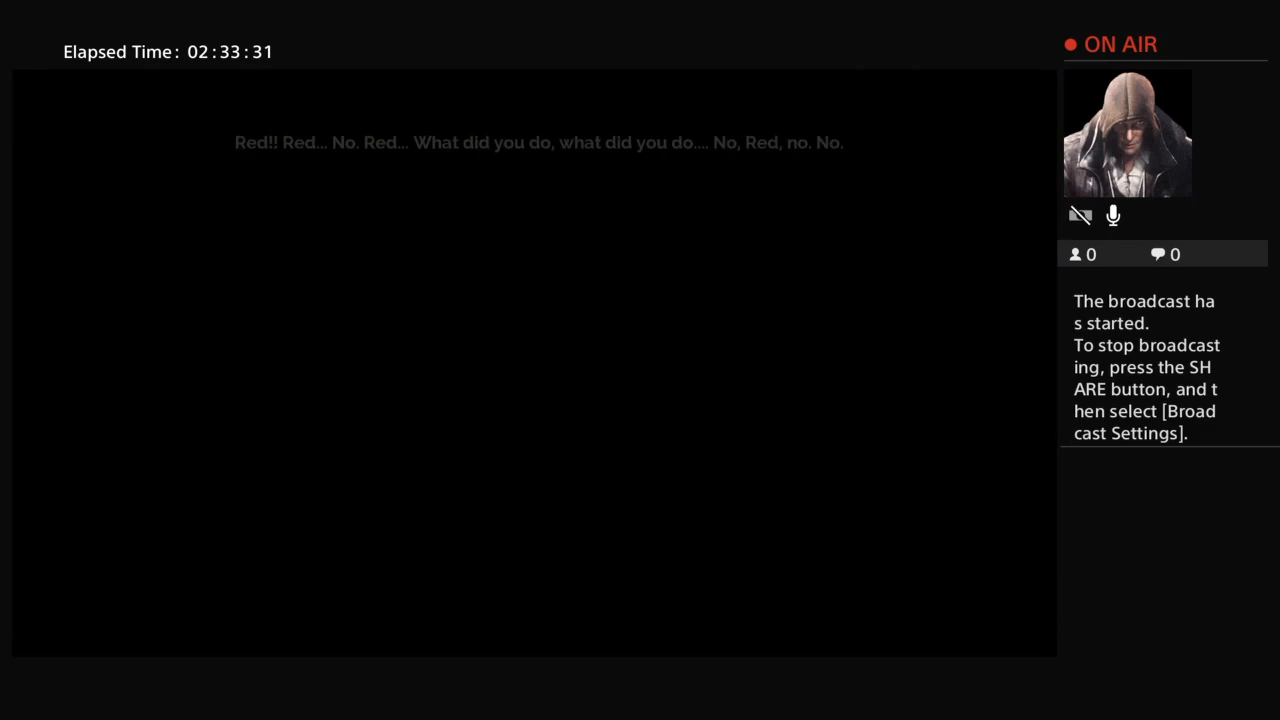 Elapsed Time: 02:33:31
ON AIR
Red!! Red... No. Red... What did you do, what did you do.... No, Red, no. No.
0 0
The broadcast ha
s started.
To stop broadcast
ing, press the SH
ARE button, and t
hen select [Broad
cast Settings].